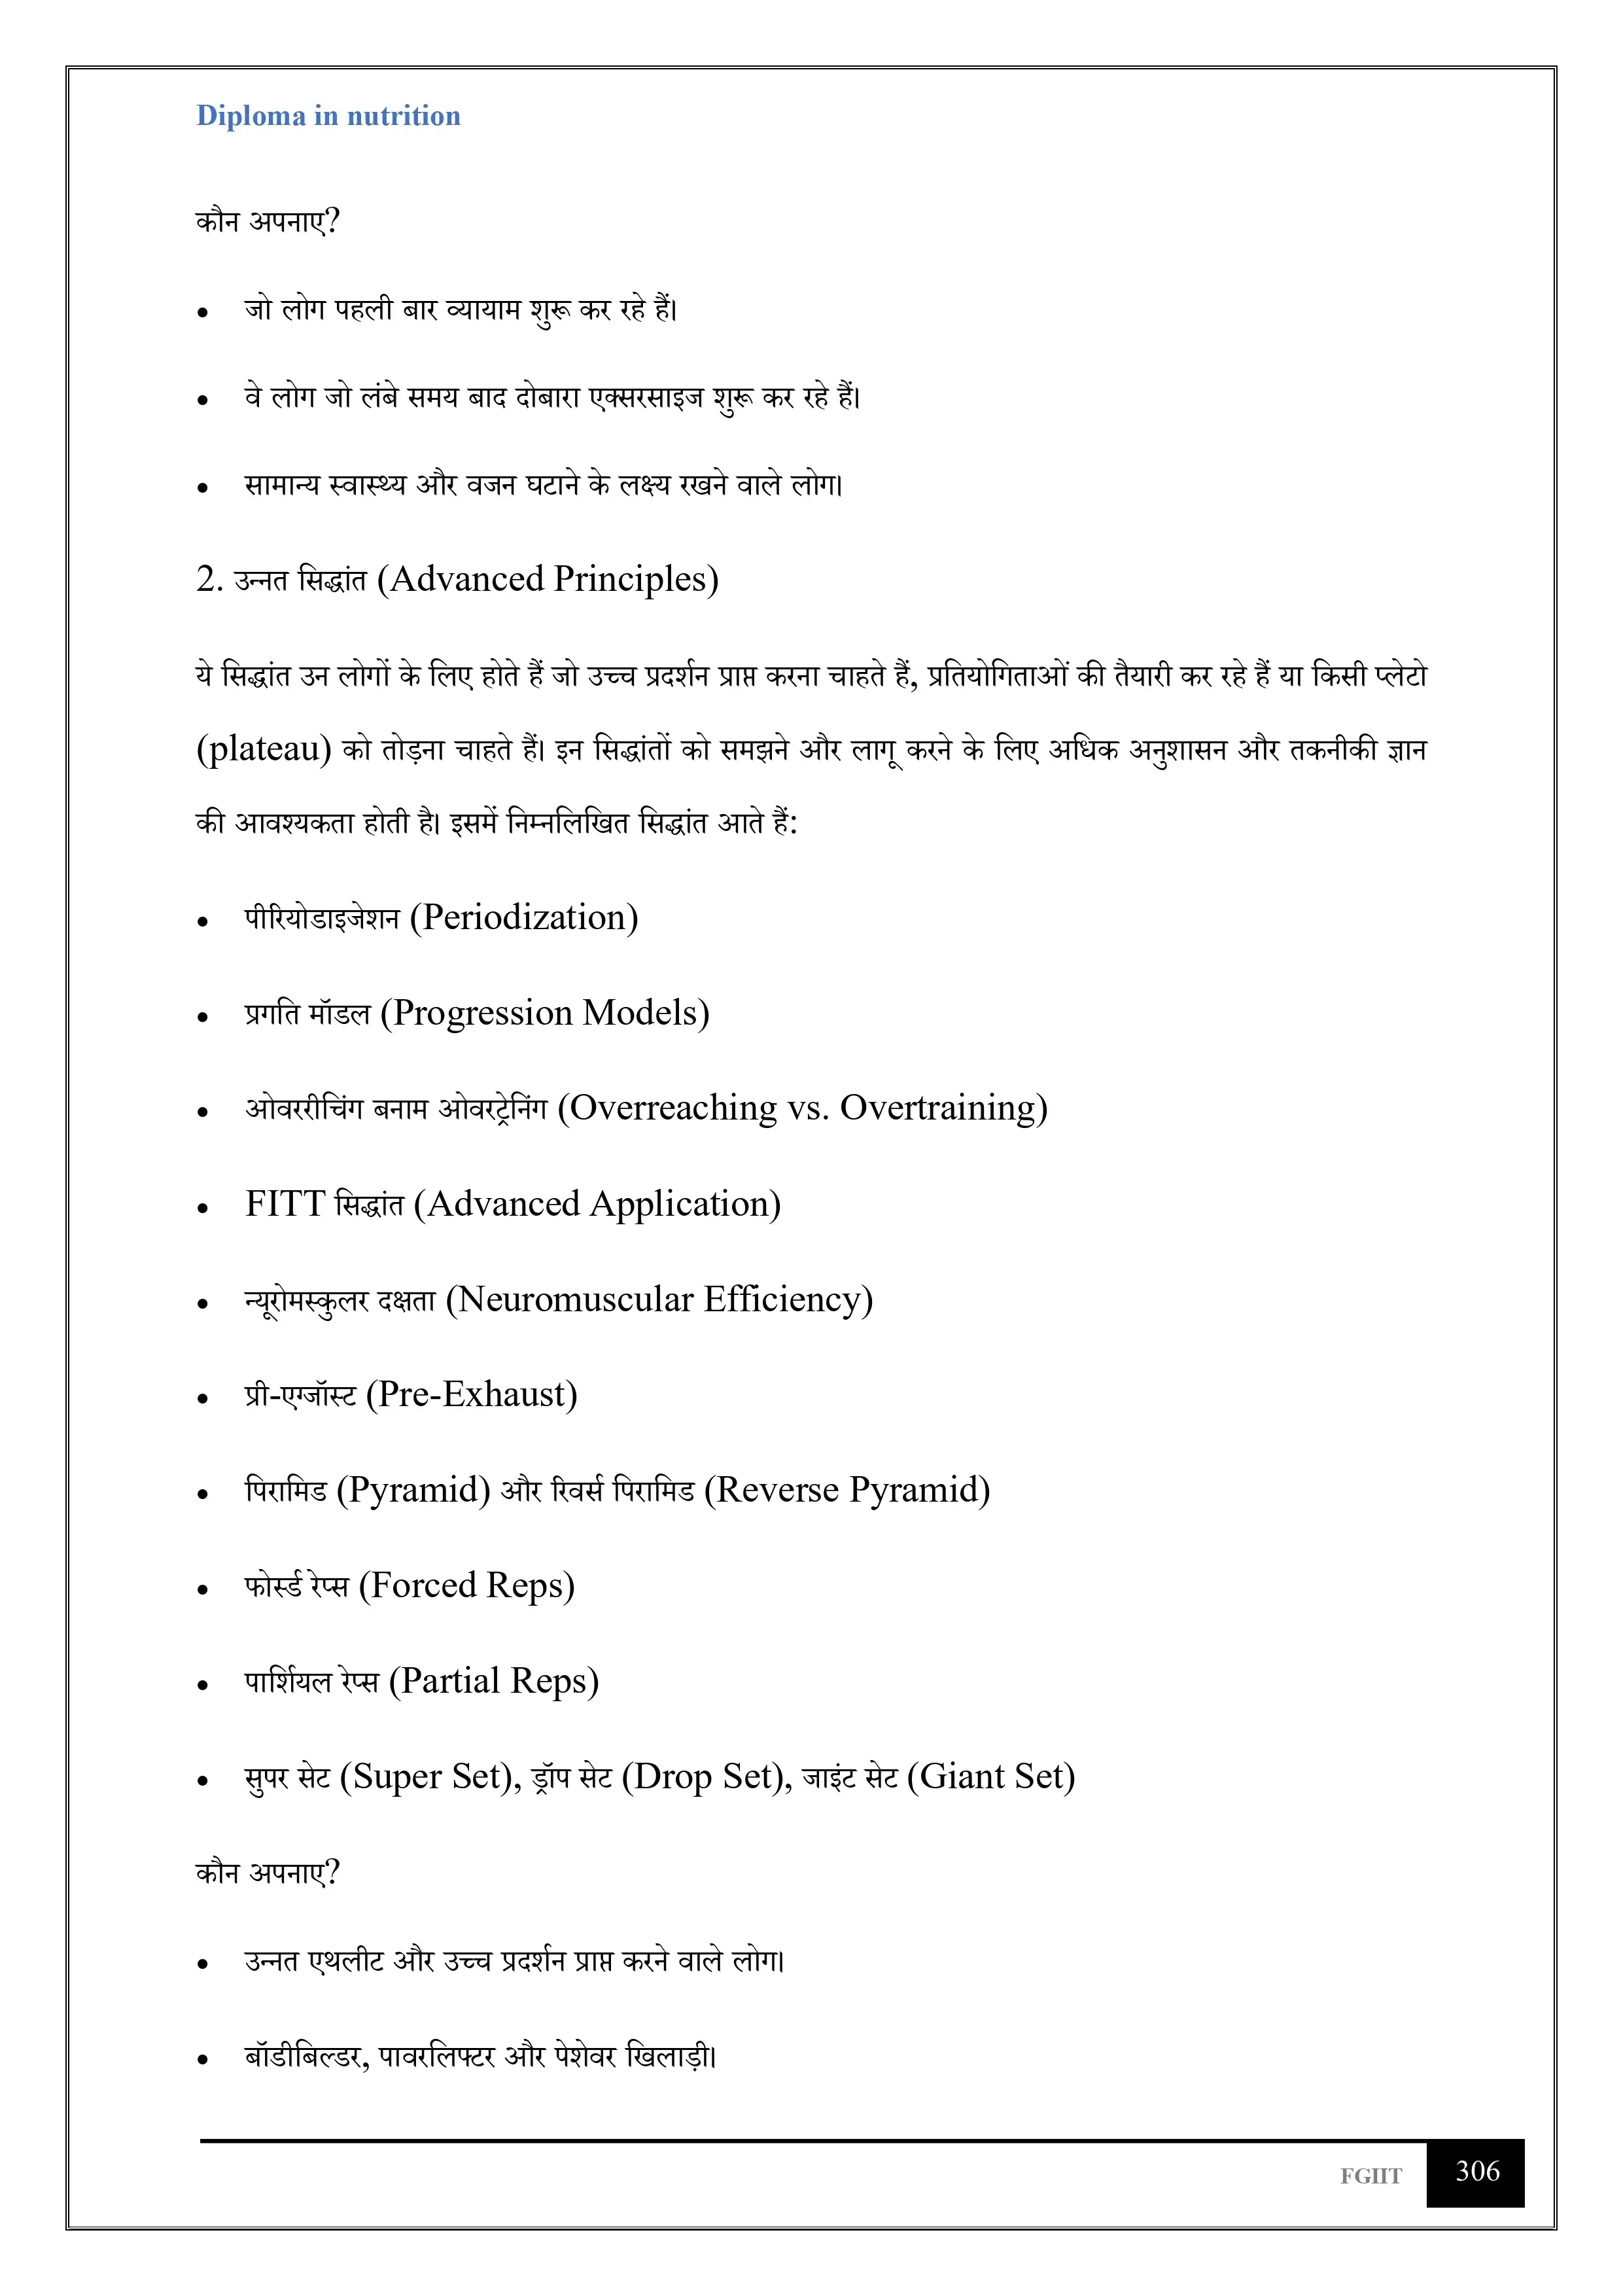 Diploma in nutrition
कौन अपनाए?
• जो लोग पहली बार व्यायाम शुरू कर रहे हैं।
• वे लोग जो लंबे समय बाद दोबारा एक्सरसाइज शुरू कर रहे हैं।
• सामान्य स्वास्थ्य और वजन घटाने के लक्ष्य रखने वाले लोग।
2. उन्नत सिद्धांत (Advanced Principles)
ये सिद्धांत उन लोगों के लिए होते हैं जो उच्च प्रदर्शन प्राप्त करना चाहते हैं, प्रतियोगिताओं की तैयारी कर रहे हैं या किसी प्लेटो
(plateau) को तोड़ना चाहते हैं। इन सिद्धांतों को समझने और लागू करने के लिए अधिक अनुशासन और तकनीकी ज्ञान
की आवश्यकता होती है। इसमें निम्नलिखित सिद्धांत आते हैं:
• पीरियोडाइजेशन (Periodization)
• प्रगति मॉडल (Progression Models)
• ओवररीचिंग बनाम ओवरट्रेनिंग (Overreaching vs. Overtraining)
• FITT सिद्धांत (Advanced Application)
• न्यूरोमस्कुलर दक्षता (Neuromuscular Efficiency)
• प्री-एग्जॉस्ट (Pre-Exhaust)
• पिरामिड (Pyramid) और रिवर्स पिरामिड (Reverse Pyramid)
• फोर्स्ड रेप्स (Forced Reps)
• पार्शियल रेप्स (Partial Reps)
• सुपर सेट (Super Set), ड्रॉप सेट (Drop Set), जाइंट सेट (Giant Set)
कौन अपनाए?
• उन्नत एथलीट और उच्च प्रदर्शन प्राप्त करने वाले लोग।
• बॉडीबिल्डर, पावरलिफ्टर और पेशेवर खिलाड़ी।
FGIIT 306